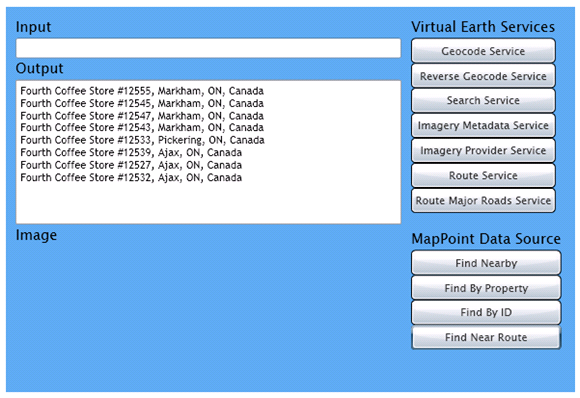 Input
Output
Fourth Coffee Store #12555, Markham, ON, Canada
Fourth Coffee Store #12545, Markham, ON, Canada
Fourth Coffee Store #12547, Markham, ON, Canada
Fourth Coffee Store #12543, Markham, ON, Canada
Fourth Coffee Store #12533, Pickering, ON, Canada
Fourth Coffee Store #12539, Ajax, ON, Canada
Fourth Coffee Store #12527, Ajax, ON, Canada
Fourth Coffee Store #12532, Ajax, ON, Canada
Image
Virtual Earth Services
Geocode Service
Reverse Geocode Service
Search Service
Imagery Metadata Service
Imagery Provider Service
Route Service
Route Major Roads Service
MapPoint Data Source
Find Nearby
Find By Property
Find By ID
Find Near Route